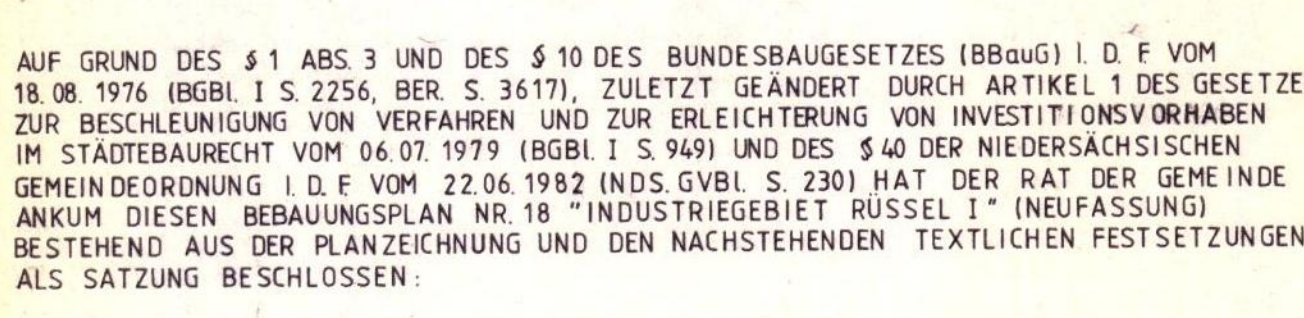 AUF GRUND DES § 1 ABS. 3 UND DES § 10 DES BUNDESBAUGESETZES (BBauG) I. D. F. VOM
18. 08. 1976 (BGBl. I S. 2256, BER. S. 3617), ZULETZT GEÄNDERT DURCH ARTIKEL 1 DES GESETZE
ZUR BESCHLEUNIGUNG VON VERFAHREN UND ZUR ERLEICHTERUNG VON INVESTITIONSVORHABEN
IM STÄDTEBAURECHT VOM 06. 07. 1979 (BGBl. I S. 949) UND DES § 40 DER NIEDERSÄCHSISCHEN
GEMEINDEORDNUNG I. D. F. VOM 22. 06. 1982 (NDS. GVBl. S. 230) HAT DER RAT DER GEMEINDE
ANKUM DIESEN BEBAUUNGSPLAN NR. 18 "INDUSTRIEGEBIET RÜSSEL I" (NEUFASSUNG)
BESTEHEND AUS DER PLANZEICHNUNG UND DEN NACHSTEHENDEN TEXTLICHEN FESTSETZUNGEN
ALS SATZUNG BESCHLOSSEN :